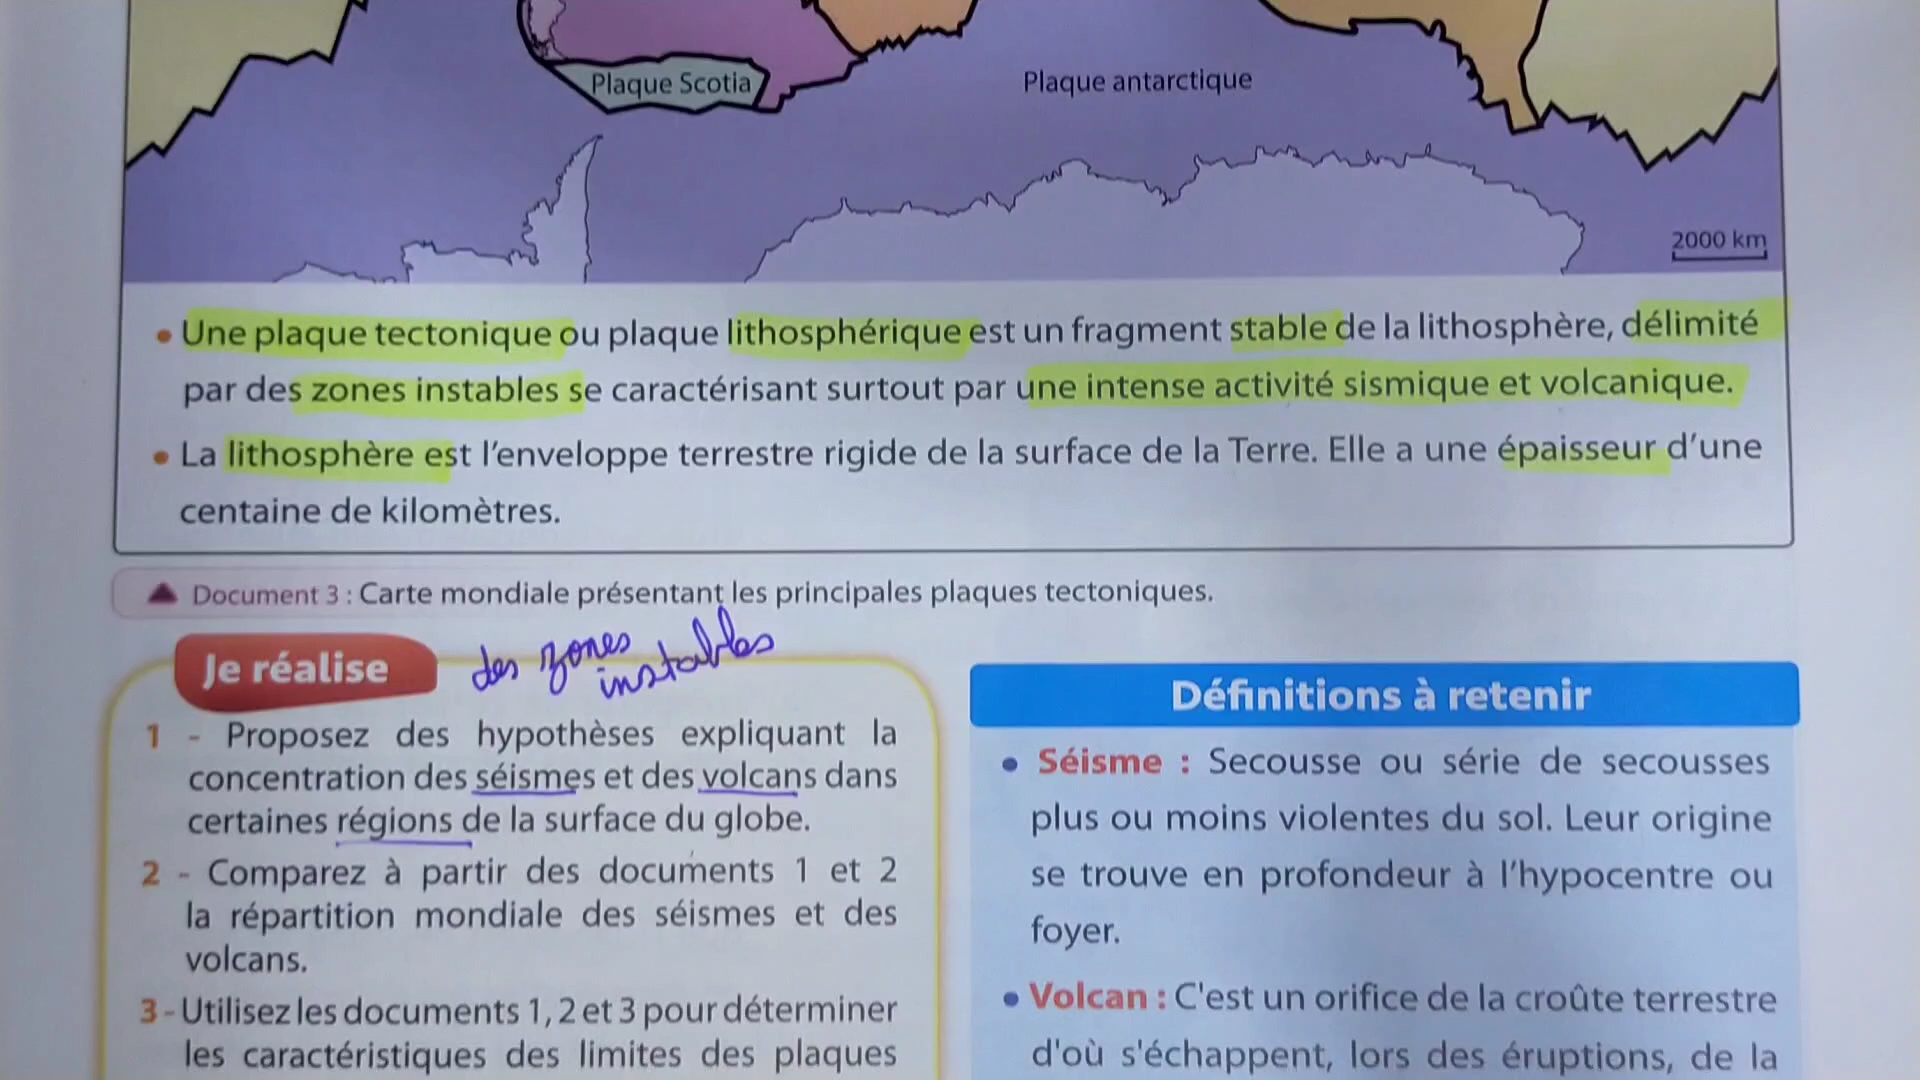 Plaque Scotia
Plaque antarctique
2000 km
• Une plaque tectonique ou plaque lithosphérique est un fragment stable de la lithosphère, délimité
par des zones instables se caractérisant surtout par une intense activité sismique et volcanique.
• La lithosphère est l'enveloppe terrestre rigide de la surface de la Terre. Elle a une épaisseur d'une
centaine de kilomètres.
Document 3 : Carte mondiale présentant les principales plaques tectoniques.
des zones
instables
Je réalise
1 - Proposez des hypothèses expliquant la
concentration des séismes et des volcans dans
certaines régions de la surface du globe.
2 - Comparez à partir des documents 1 et 2
la répartition mondiale des séismes et des
volcans.
3 - Utilisez les documents 1, 2 et 3 pour déterminer
les caractéristiques des limites des plaques
Définitions à retenir
• Séisme : Secousse ou série de secousses
plus ou moins violentes du sol. Leur origine
se trouve en profondeur à l'hypocentre ou
foyer.
• Volcan : C'est un orifice de la croûte terrestre
d'où s'échappent, lors des éruptions, de la